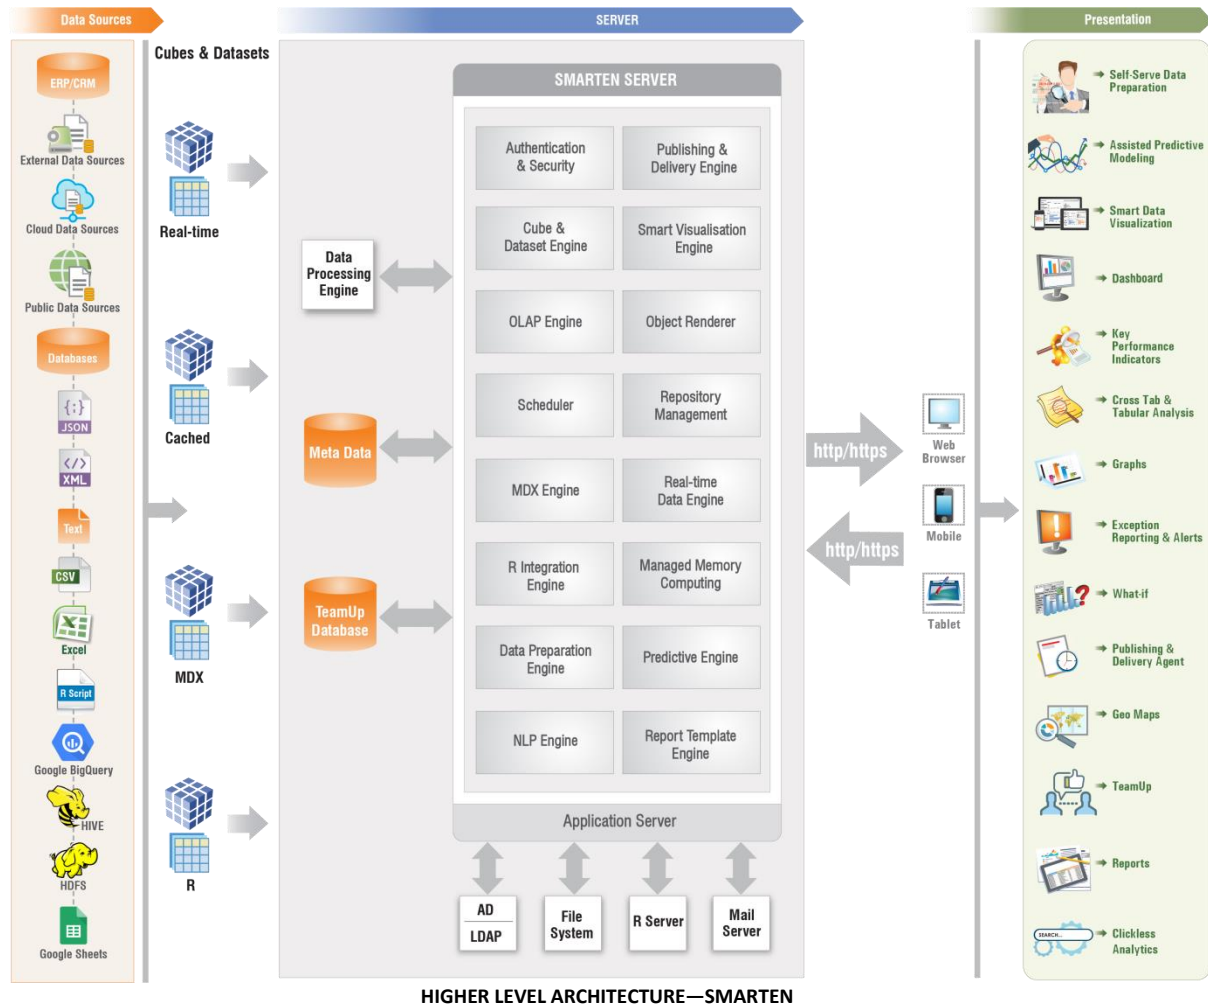 Data Sources
SERVER
Presentation
ERP/CRM
External Data Sources
Cloud Data Sources
Public Data Sources
Databases
{:}
JSON
</>
XML
Text
CSV
X
Excel
R Script
Google BigQuery
HIVE
HDFS
Google Sheets
Cubes & Datasets
Real-time
Cached
MDX
R
Data
Processing
Engine
Meta Data
TeamUp
Database
SMARTEN SERVER
Authentication
& Security
Publishing &
Delivery Engine
Cube &
Dataset Engine
Smart Visualisation
Engine
OLAP Engine
Object Renderer
Scheduler
Repository
Management
MDX Engine
Real-time
Data Engine
R Integration
Engine
Managed Memory
Computing
Data Preparation
Engine
Predictive Engine
NLP Engine
Report Template
Engine
Application Server
AD
LDAP
File
System
R Server
Mail
Server
http/https
http/https
Web
Browser
Mobile
Tablet
Self-Serve Data
Preparation
Assisted Predictive
Modeling
Smart Data
Visualization
Dashboard
Key
Performance
Indicators
Cross Tab &
Tabular Analysis
Graphs
!
Exception
Reporting & Alerts
?
What-if
Publishing &
Delivery Agent
Geo Maps
TeamUp
Reports
SEARCH...
Clickless
Analytics
HIGHER LEVEL ARCHITECTURE—SMARTEN